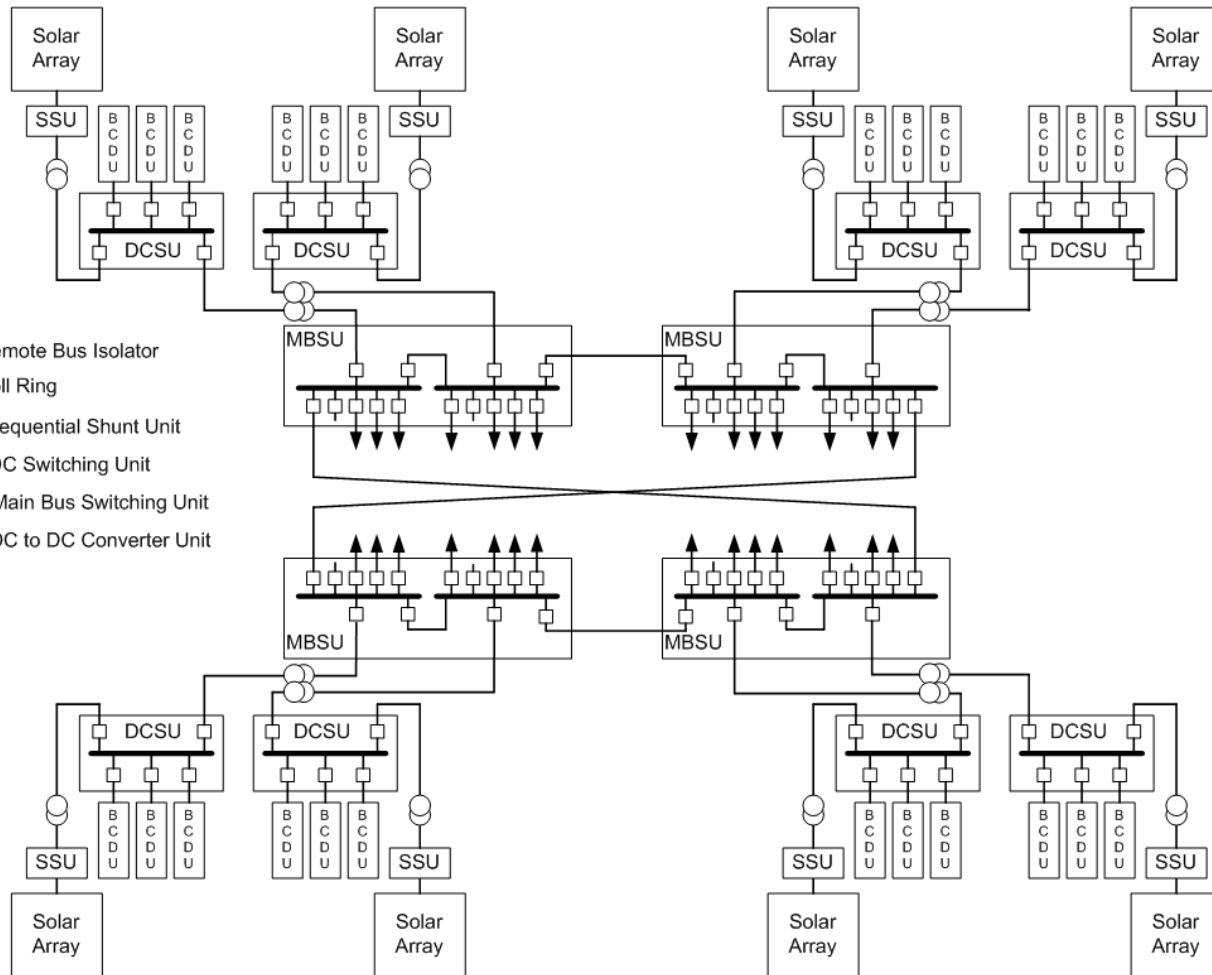 Solar
Array
Solar
Array
Solar
Array
Solar
Array
SSU
B
C
D
U
B
C
D
U
B
C
D
U
B
C
D
U
B
C
D
U
B
C
D
U
SSU
SSU
B
C
D
U
B
C
D
U
B
C
D
U
B
C
D
U
B
C
D
U
B
C
D
U
SSU
DCSU
DCSU
DCSU
DCSU
MBSU
MBSU
emote Bus Isolator
ll Ring
equential Shunt Unit
C Switching Unit
Main Bus Switching Unit
C to DC Converter Unit
MBSU
MBSU
DCSU
DCSU
DCSU
DCSU
B
C
D
U
B
C
D
U
B
C
D
U
B
C
D
U
B
C
D
U
B
C
D
U
B
C
D
U
B
C
D
U
B
C
D
U
B
C
D
U
B
C
D
U
B
C
D
U
SSU
SSU
SSU
SSU
Solar
Array
Solar
Array
Solar
Array
Solar
Array